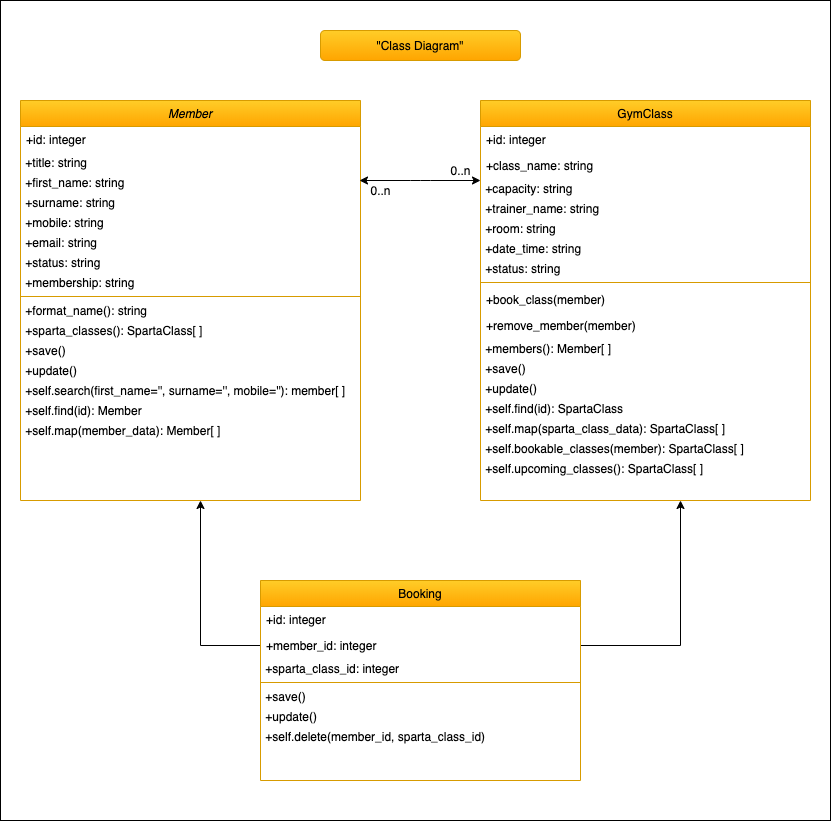 "Class Diagram"
Member
+id: integer
+title: string
+first_name: string
+surname: string
+mobile: string
+email: string
+status: string
+membership: string
+format_name(): string
+sparta_classes(): SpartaClass[ ]
+save()
+update()
+self.search(first_name='', surname='', mobile=''): member[ ]
+self.find(id): Member
+self.map(member_data): Member[ ]
0..n
0..n
GymClass
+id: integer
+class_name: string
+capacity: string
+trainer_name: string
+room: string
+date_time: string
+status: string
+book_class(member)
+remove_member(member)
+members(): Member[ ]
+save()
+update()
+self.find(id): SpartaClass
+self.map(sparta_class_data): SpartaClass[ ]
+self.bookable_classes(member): SpartaClass[ ]
+self.upcoming_classes(): SpartaClass[ ]
Booking
+id: integer
+member_id: integer
+sparta_class_id: integer
+save()
+update()
+self.delete(member_id, sparta_class_id)